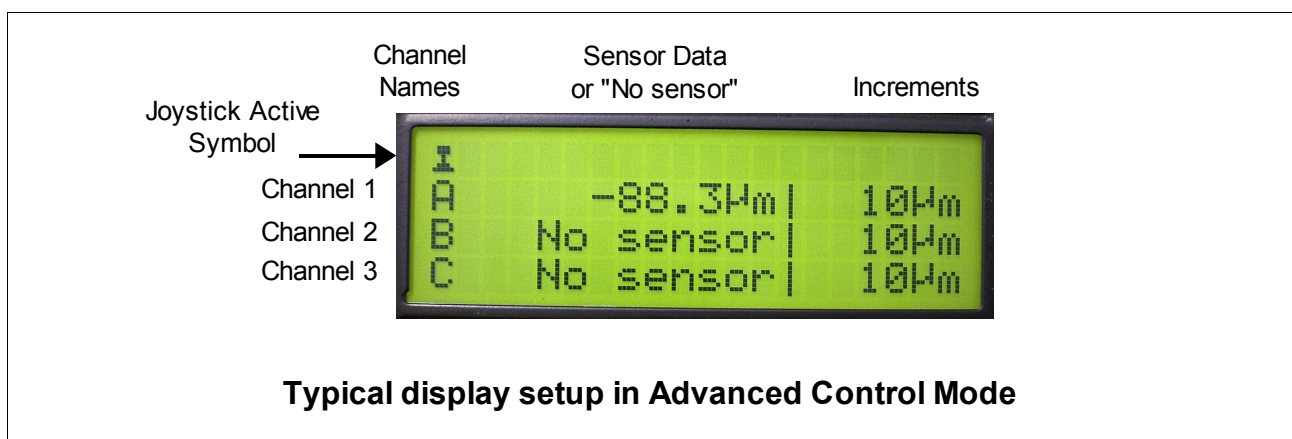 Channel
Names
Sensor Data
or "No sensor"
Increments
Joystick Active
Symbol
Channel 1
Channel 2
Channel 3
I
A -88.3µm| 10µm
B No sensor| 10µm
C No sensor| 10µm
Typical display setup in Advanced Control Mode